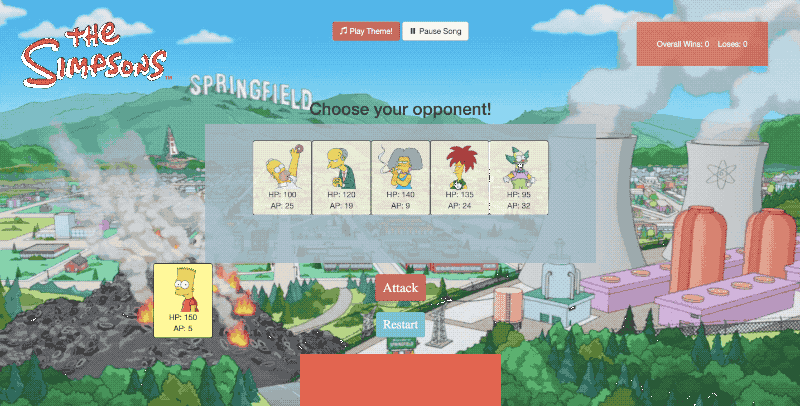 THE
SIMPSONS
™
Play Theme!
Pause Song
Overall Wins: 0 Loses: 0
SPRINGFIELD
Choose your opponent!
HP: 100
AP: 25
HP: 120
AP: 19
HP: 140
AP: 9
HP: 135
AP: 24
HP: 95
AP: 32
HP: 150
AP: 5
Attack
Restart
SPRINGFIELD